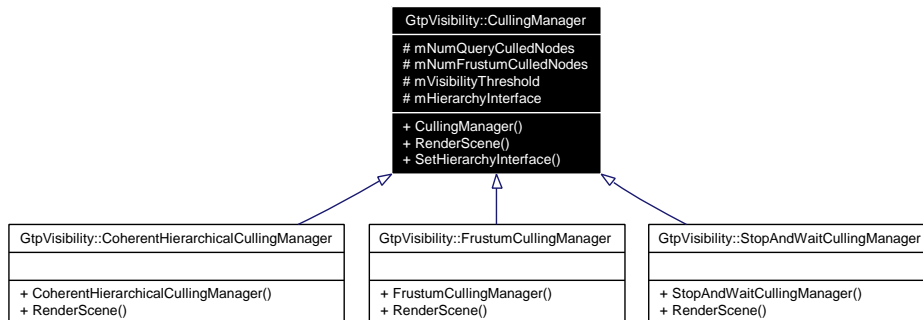 GtpVisibility::CullingManager
# mNumQueryCulledNodes
# mNumFrustumCulledNodes
# mVisibilityThreshold
# mHierarchyInterface
+ CullingManager()
+ RenderScene()
+ SetHierarchyInterface()
GtpVisibility::CoherentHierarchicalCullingManager
+ CoherentHierarchicalCullingManager()
+ RenderScene()
GtpVisibility::FrustumCullingManager
+ FrustumCullingManager()
+ RenderScene()
GtpVisibility::StopAndWaitCullingManager
+ StopAndWaitCullingManager()
+ RenderScene()